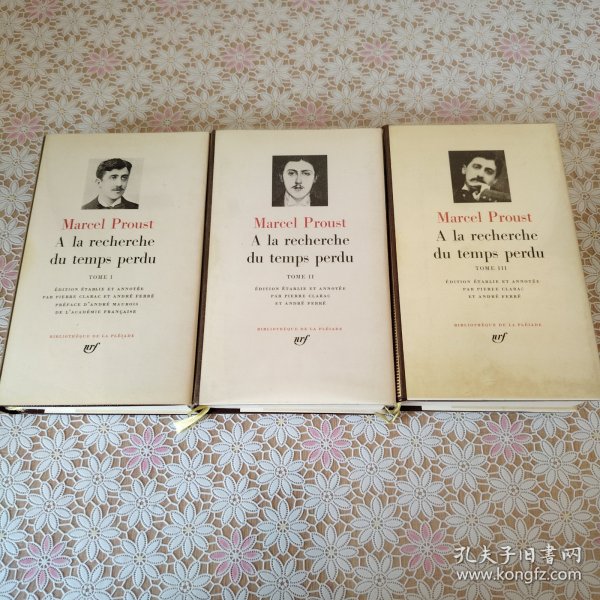 Marcel Proust
A la recherche
du temps perdu
TOME I
ÉDITION ÉTABLIE ET ANNOTÉE
PAR PIERRE CLARAC ET ANDRÉ FERRÉ
PRÉFACE D'ANDRÉ MAUROIS
DE L'ACADÉMIE FRANÇAISE
BIBLIOTHÈQUE DE LA PLÉIADE
nrf
Marcel Proust
A la recherche
du temps perdu
TOME II
ÉDITION ÉTABLIE ET ANNOTÉE
PAR PIERRE CLARAC
ET ANDRÉ FERRÉ
BIBLIOTHÈQUE DE LA PLÉIADE
nrf
Marcel Proust
A la recherche
du temps perdu
TOME III
ÉDITION ÉTABLIE ET ANNOTÉE
PAR PIERRE CLARAC
ET ANDRÉ FERRÉ
BIBLIOTHÈQUE DE LA PLÉIADE
nrf
孔夫子旧书网
www.kongfz.com